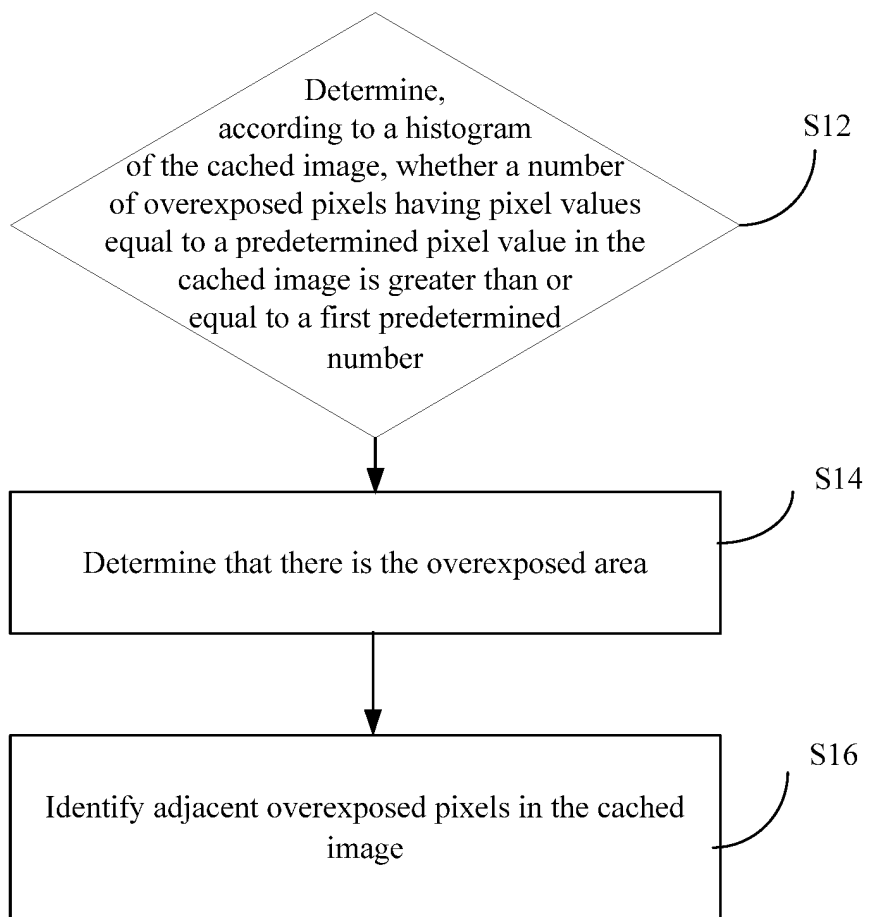 Determine,
according to a histogram
of the cached image, whether a number
of overexposed pixels having pixel values
equal to a predetermined pixel value in the
cached image is greater than or
equal to a first predetermined
number
S12
Determine that there is the overexposed area
S14
Identify adjacent overexposed pixels in the cached
image
S16